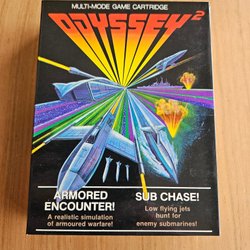 MULTI-MODE GAME CARTRIDGE
ODYSSEY²
ARMORED
ENCOUNTER!
A realistic simulation
of armoured warfare!
SUB CHASE!
Low flying jets
hunt for
enemy submarines!